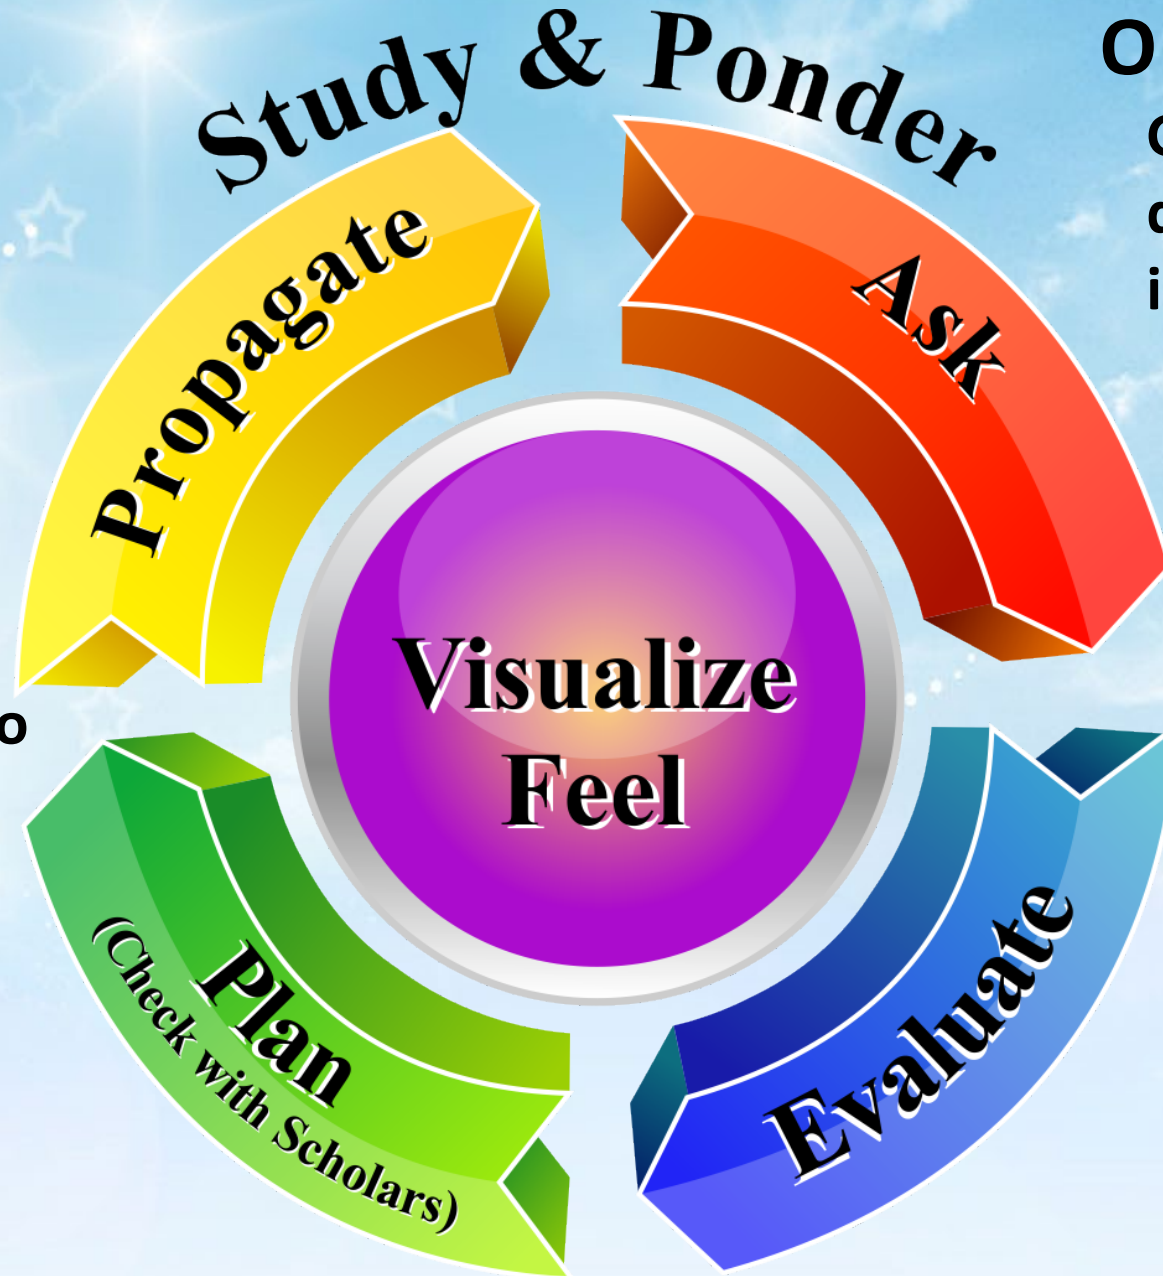 Study & Ponder
Propagate
Ask
Visualize
Feel
Evaluate
Plan
(Check with Scholars)